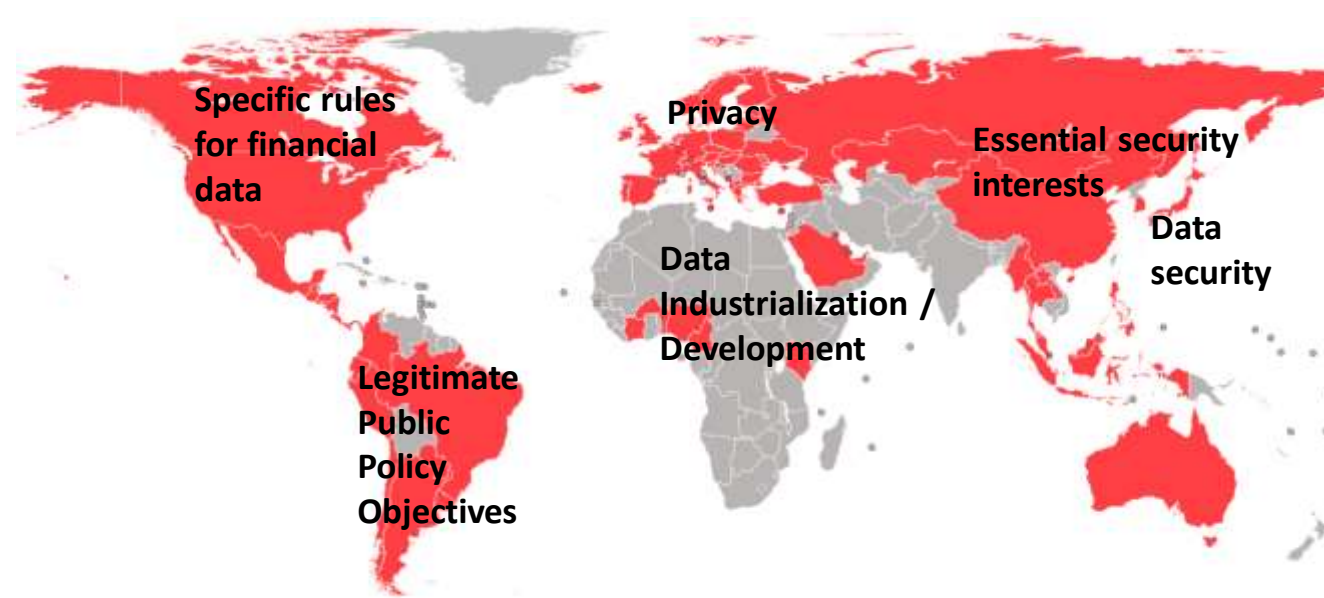 Specific rules
for financial
data
Privacy
Essential security
interests
Data
security
Data
Industrialization /
Development
Legitimate
Public
Policy
Objectives